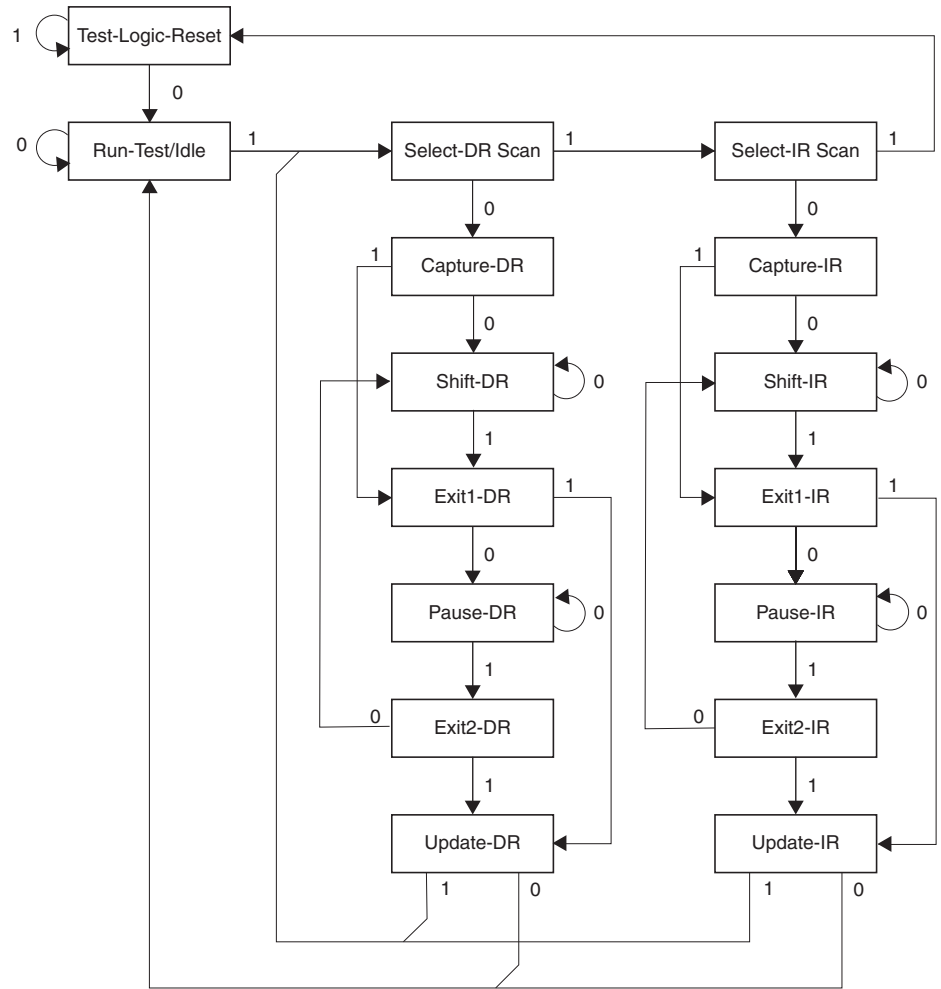 1
Test-Logic-Reset
0
0
Run-Test/Idle
1
Select-DR Scan
1
Select-IR Scan
1
0
0
1
Capture-DR
1
Capture-IR
0
0
Shift-DR
0
Shift-IR
0
1
1
Exit1-DR
1
Exit1-IR
1
0
0
Pause-DR
0
Pause-IR
0
1
1
0
Exit2-DR
0
Exit2-IR
1
1
Update-DR
Update-IR
1
0
1
0